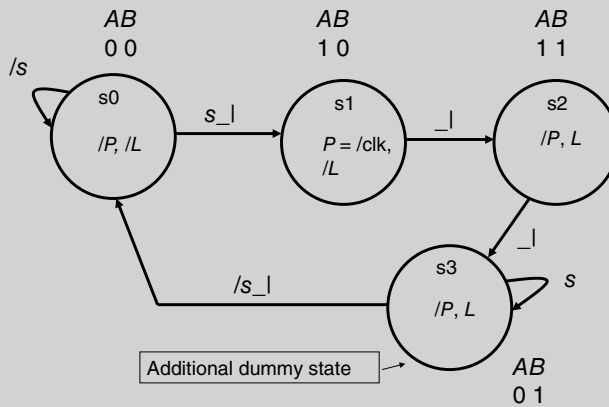 AB
0 0
AB
1 0
AB
1 1
/s
s0
/P, /L
s_|
s1
P = /clk,
/L
_|
s2
/P, L
_|
/s_|
s3
/P, L
s
Additional dummy state
AB
0 1